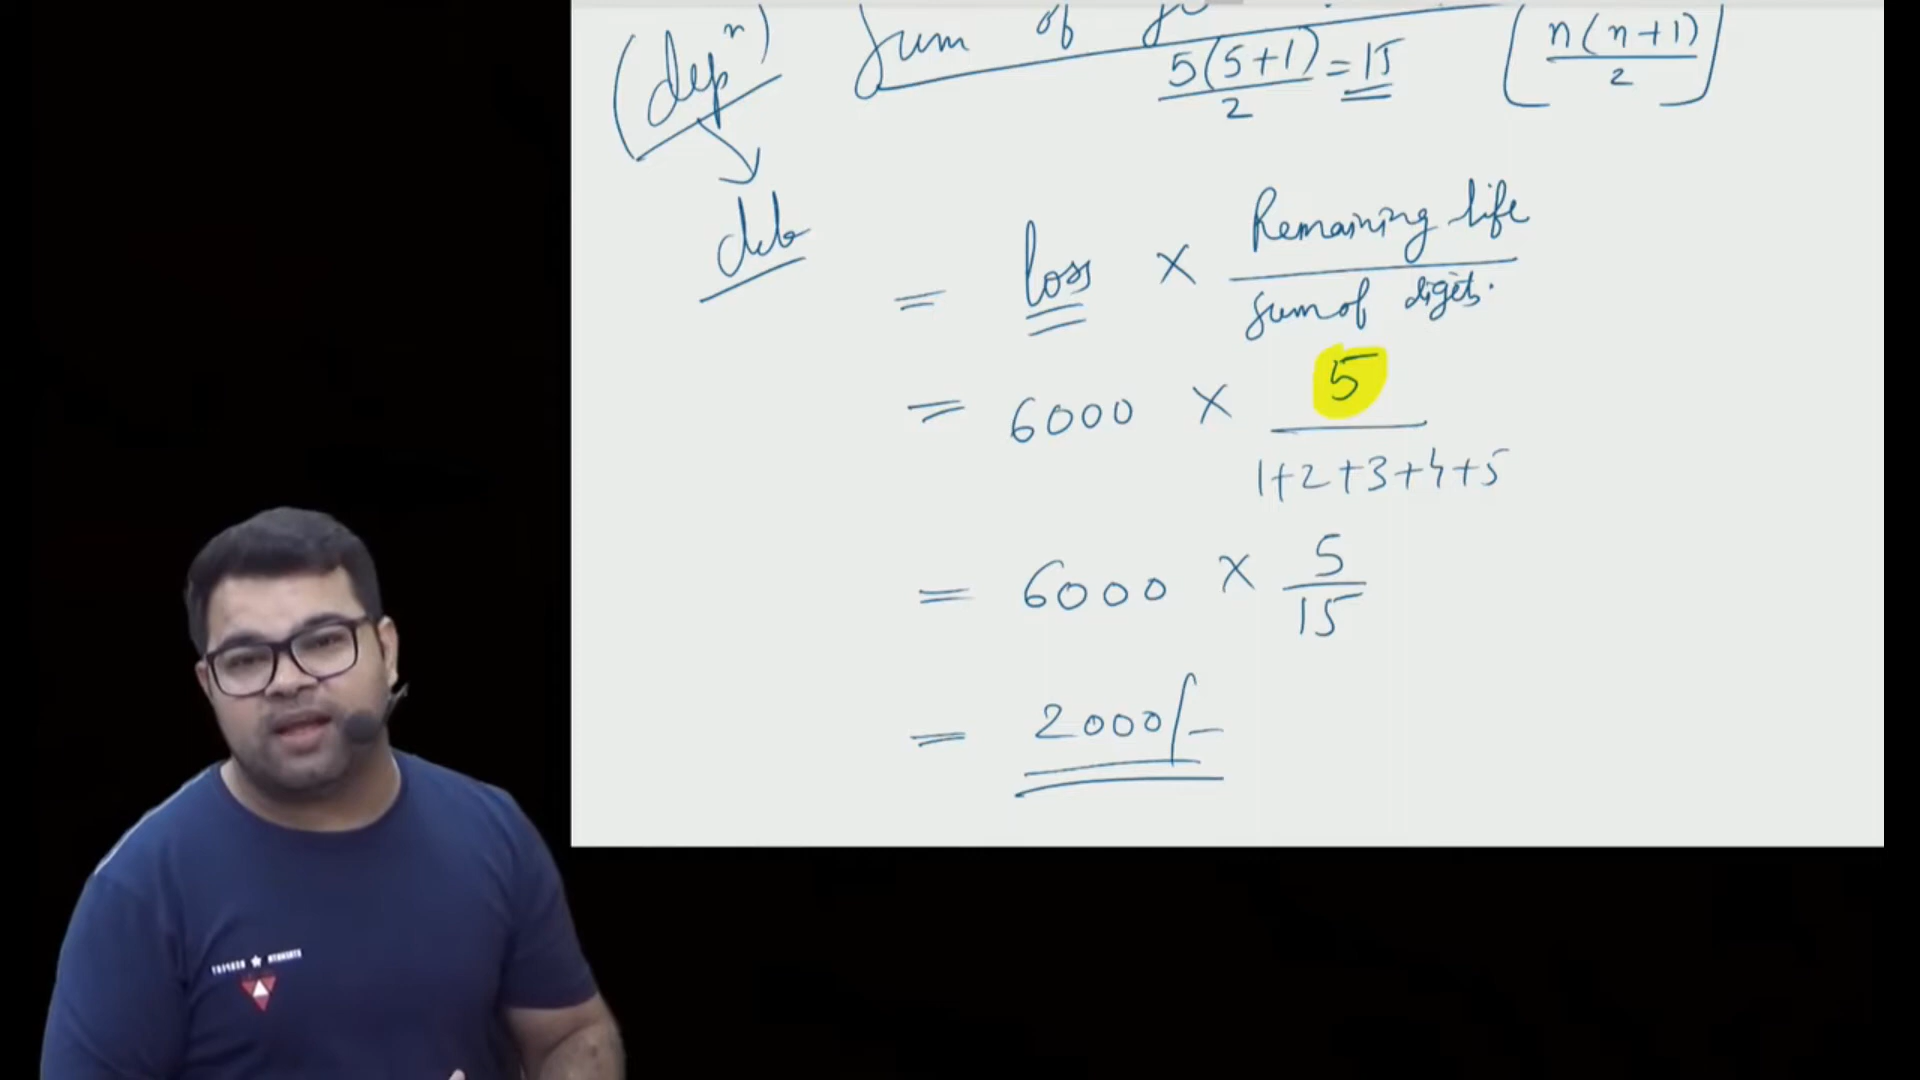 (depⁿ) Sum of
5(5+1)/2 = 15 [n(n+1)/2]
deb
= loss × Remaining life / sum of digits.
= 6000 × 5 / 1+2+3+4+5
= 6000 × 5/15
= 2000/-